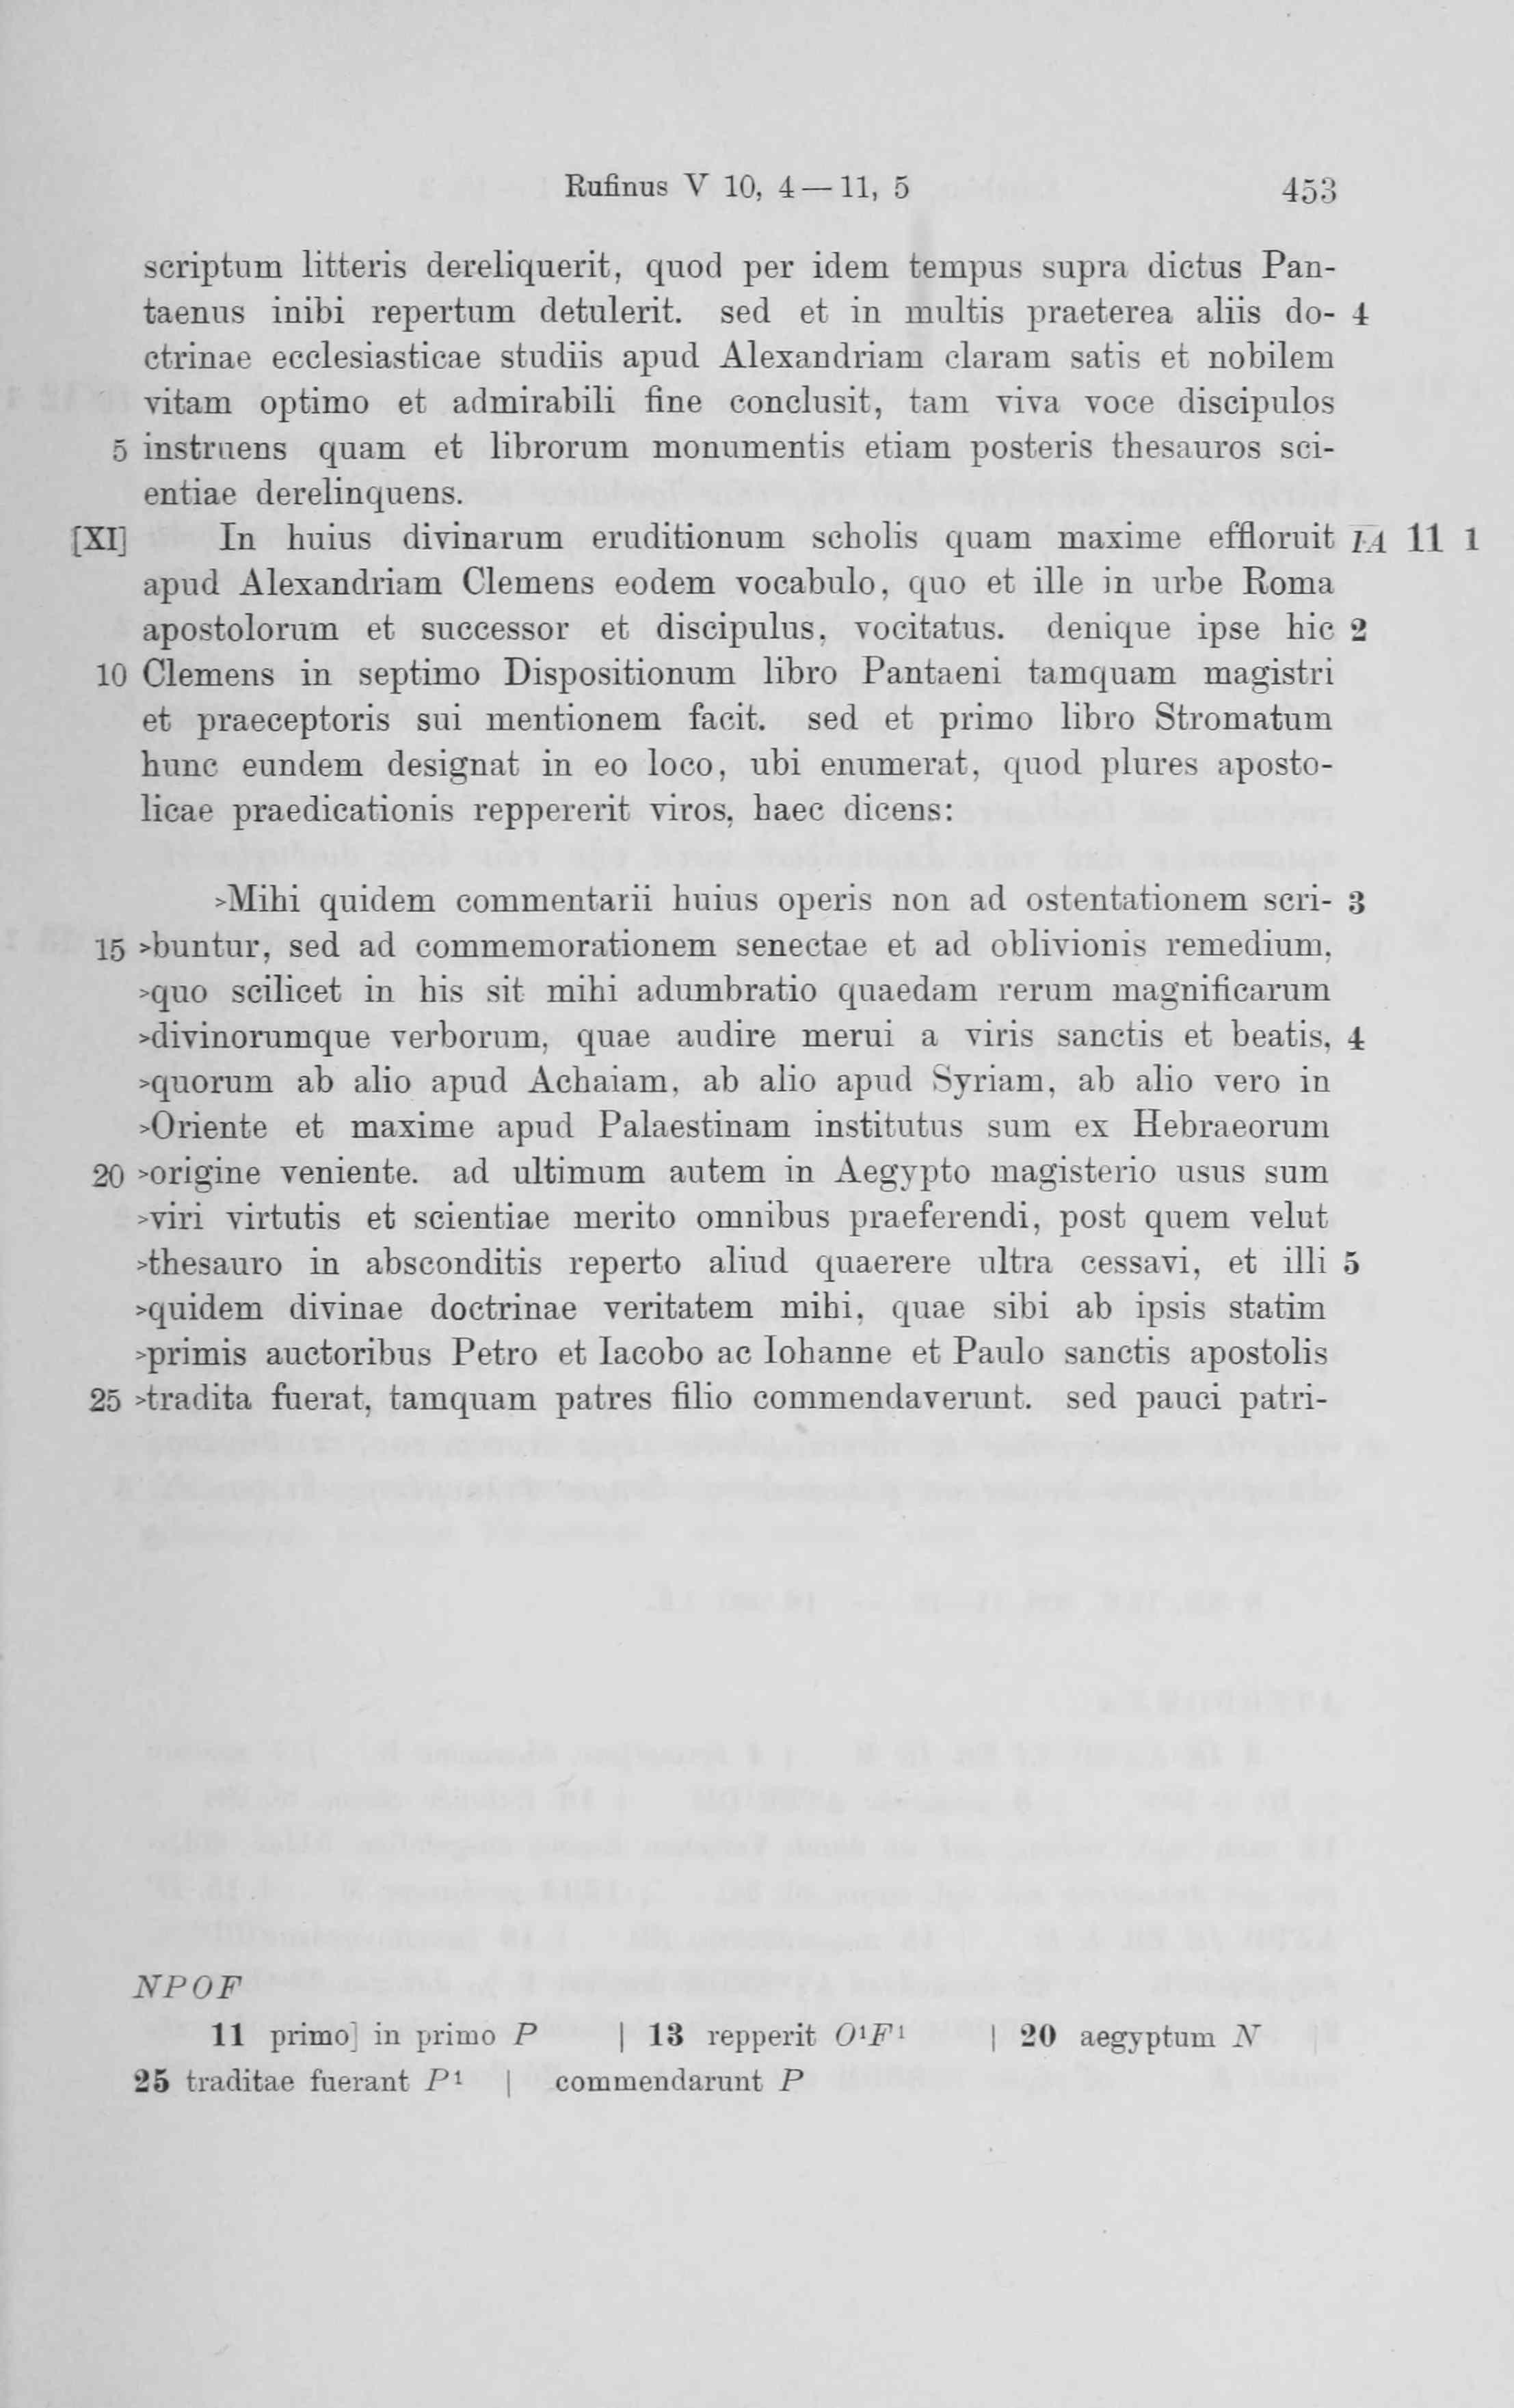 Rufinus V 10, 4 — 11, 5 453
scriptum litteris dereliquerit, quod per idem tempus supra dictus Pan-
taenus inibi repertum detulerit. sed et in multis praeterea aliis do- 4
ctrinae ecclesiasticae studiis apud Alexandriam claram satis et nobilem
vitam optimo et admirabili fine conclusit, tam viva voce discipulos
5 instruens quam et librorum monumentis etiam posteris thesauros sci-
entiae derelinquens.
[XI] In huius divinarum eruditionum scholis quam maxime effloruit ΙΑ 11 1
apud Alexandriam Clemens eodem vocabulo, quo et ille in urbe Roma
apostolorum et successor et discipulus, vocitatus. denique ipse hic 2
10 Clemens in septimo Dispositionum libro Pantaeni tamquam magistri
et praeceptoris sui mentionem facit. sed et primo libro Stromatum
hunc eundem designat in eo loco, ubi enumerat, quod plures aposto-
licae praedicationis reppererit viros, haec dicens:
>Mihi quidem commentarii huius operis non ad ostentationem scri- 3
15 >buntur, sed ad commemorationem senectae et ad oblivionis remedium,
>quo scilicet in his sit mihi adumbratio quaedam rerum magnificarum
>divinorumque verborum, quae audire merui a viris sanctis et beatis, 4
>quorum ab alio apud Achaiam, ab alio apud Syriam, ab alio vero in
>Oriente et maxime apud Palaestinam institutus sum ex Hebraeorum
20 >origine veniente. ad ultimum autem in Aegypto magisterio usus sum
>viri virtutis et scientiae merito omnibus praeferendi, post quem velut
>thesauro in absconditis reperto aliud quaerere ultra cessavi, et illi 5
>quidem divinae doctrinae veritatem mihi, quae sibi ab ipsis statim
>primis auctoribus Petro et Iacobo ac Iohanne et Paulo sanctis apostolis
25 >tradita fuerat, tamquam patres filio commendaverunt. sed pauci patri-
NPOF
11 primo] in primo P | 13 repperit O¹F¹ | 20 aegyptum N |
25 traditae fuerant P¹ | commendarunt P